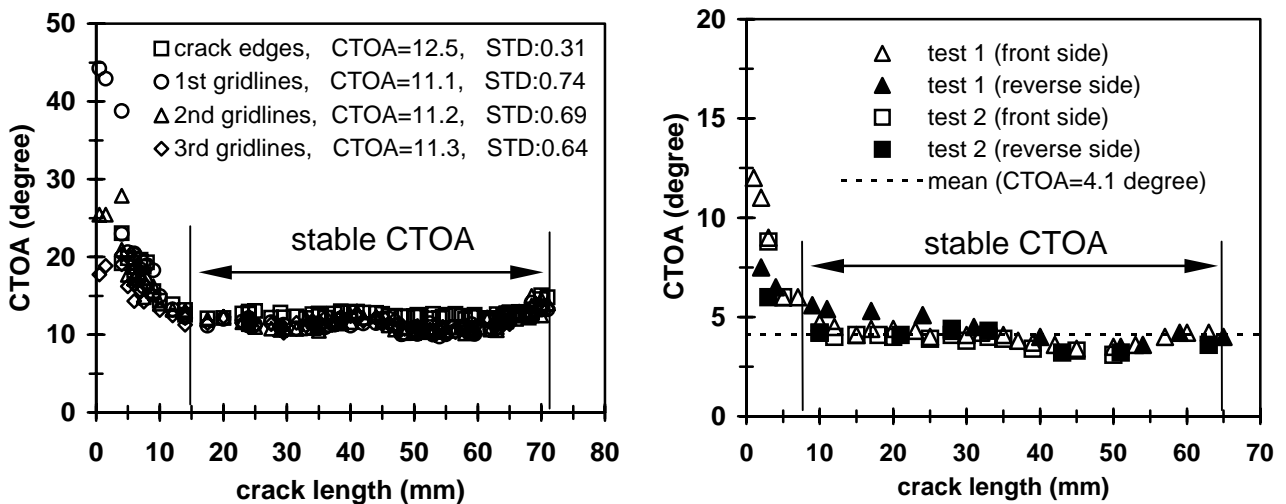 50
40
30
20
10
0
CTOA (degree)
crack edges, CTOA=12.5, STD:0.31
1st gridlines, CTOA=11.1, STD:0.74
2nd gridlines, CTOA=11.2, STD:0.69
3rd gridlines, CTOA=11.3, STD:0.64
stable CTOA
0 10 20 30 40 50 60 70 80
crack length (mm)
20
15
10
5
0
CTOA (degree)
test 1 (front side)
test 1 (reverse side)
test 2 (front side)
test 2 (reverse side)
mean (CTOA=4.1 degree)
stable CTOA
0 10 20 30 40 50 60 70
crack length (mm)